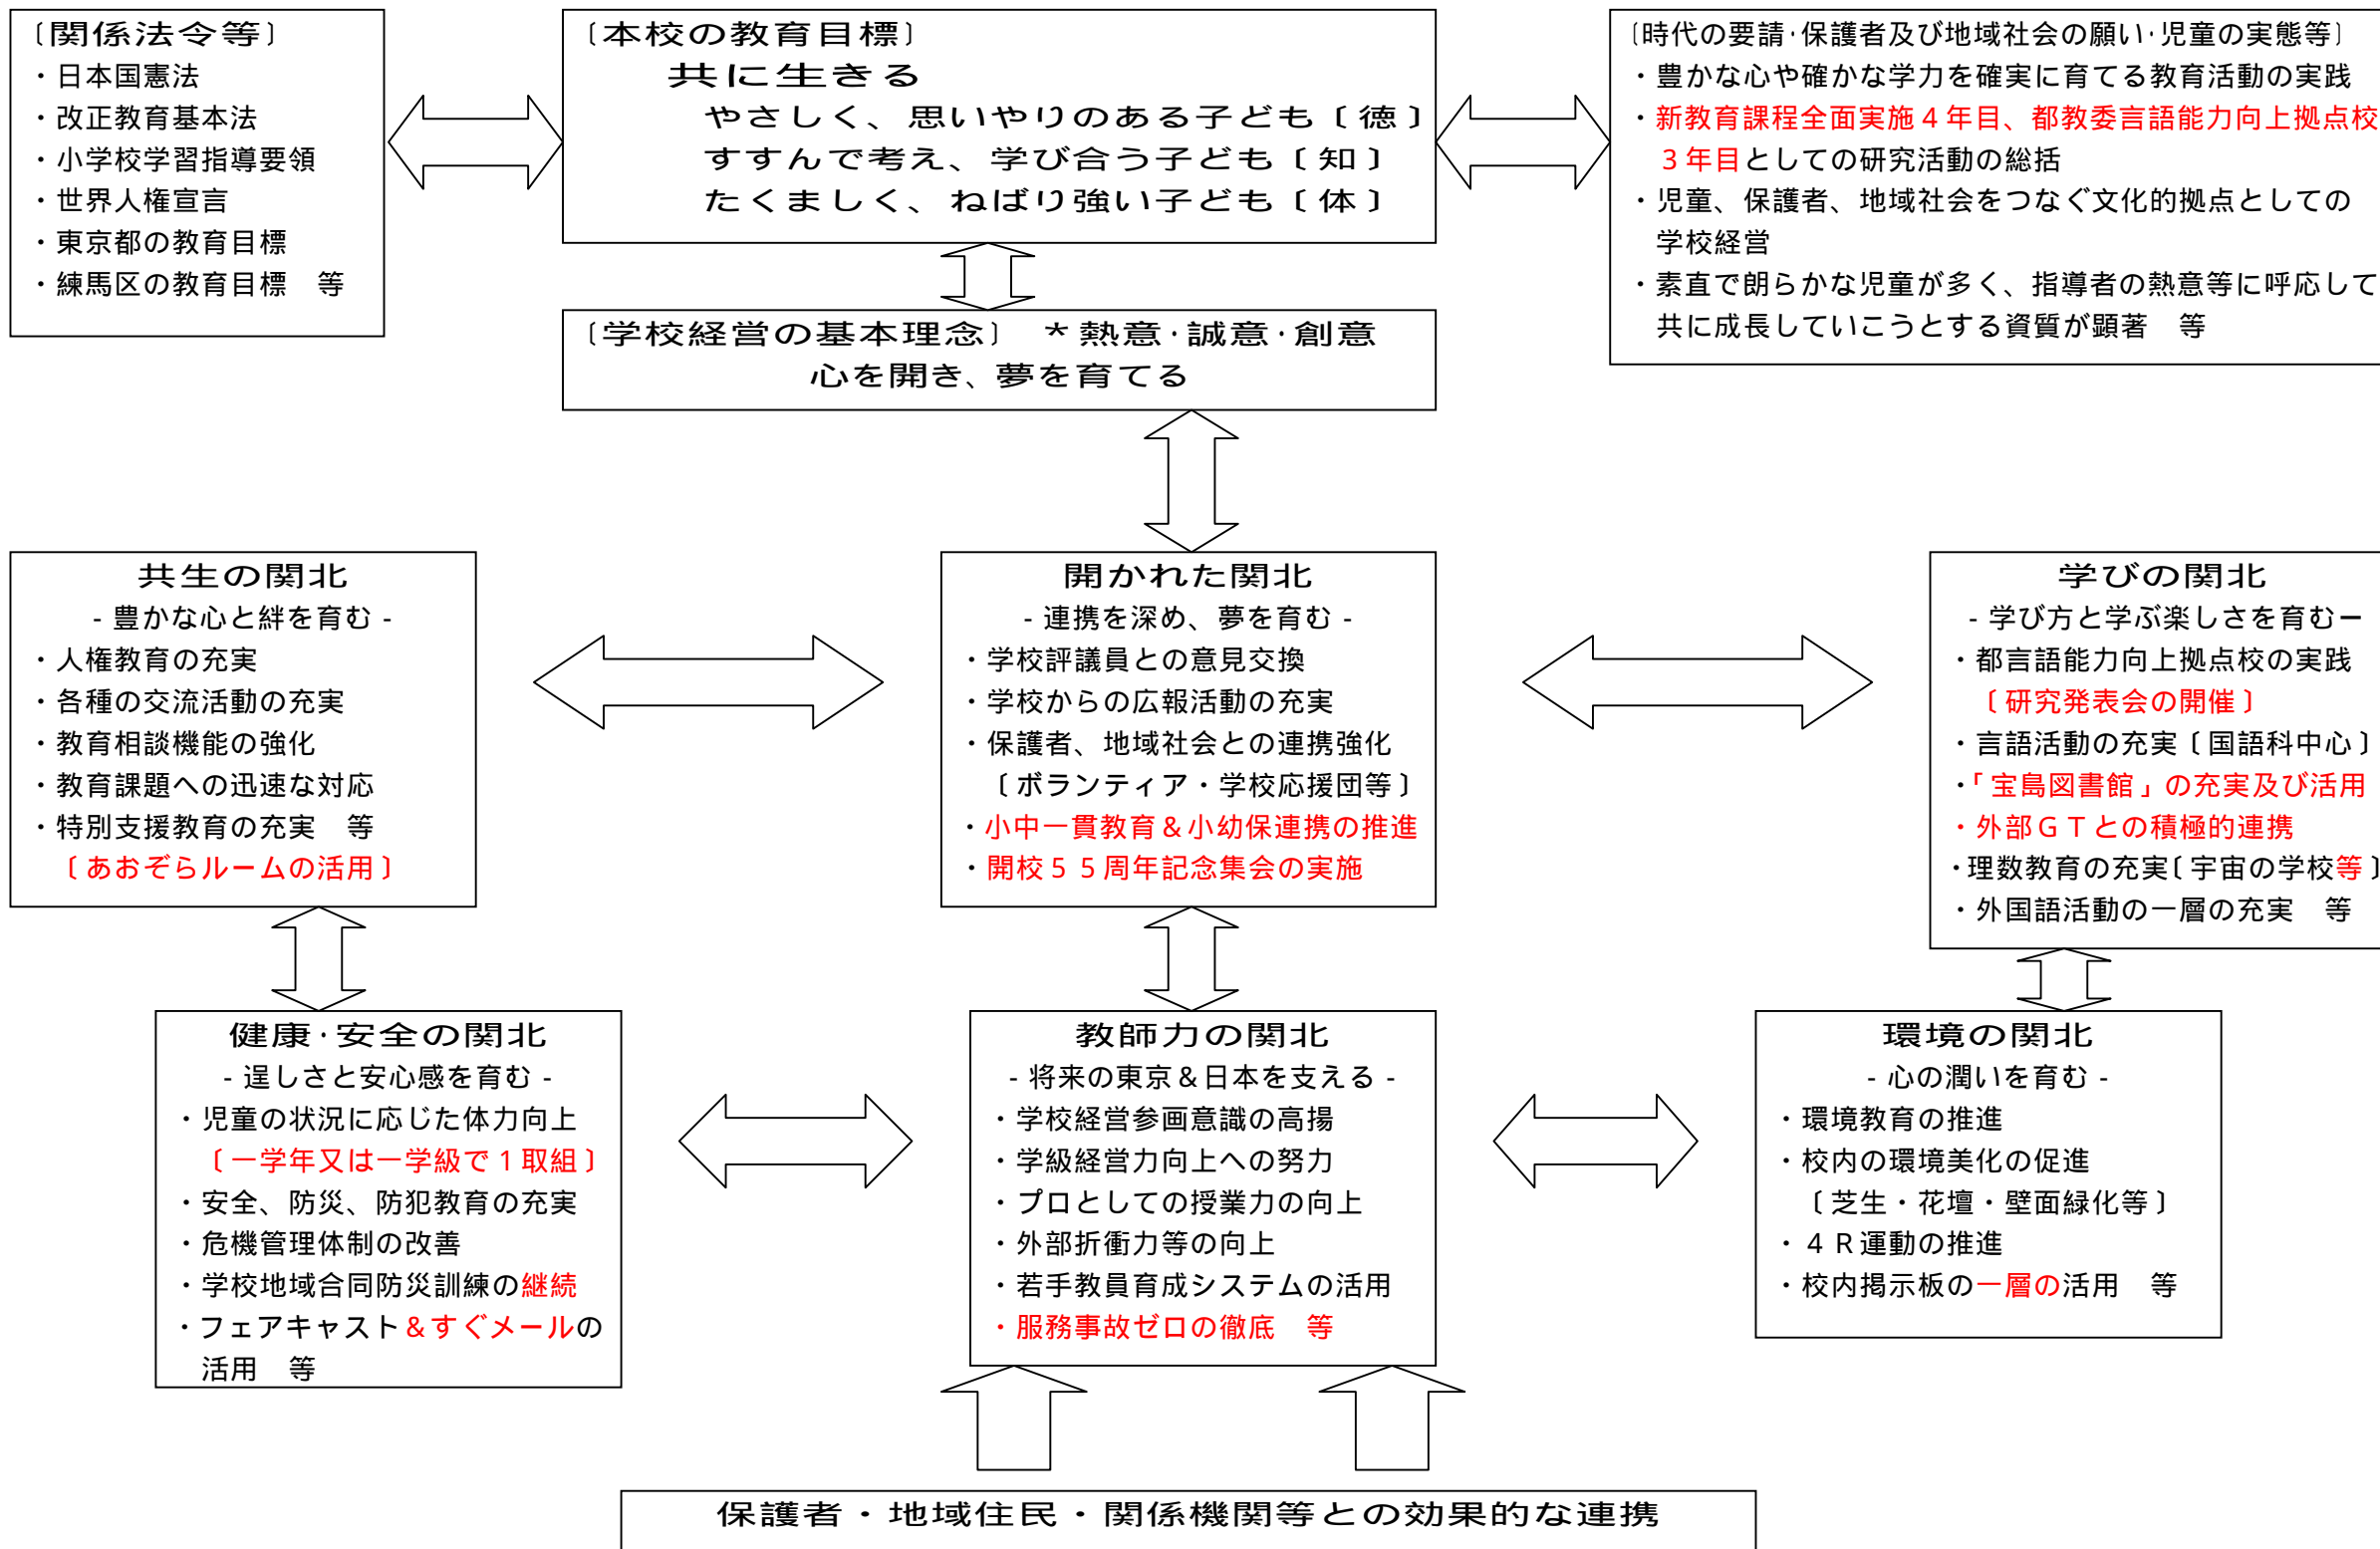 〔関係法令等〕
・日本国憲法
・改正教育基本法
・小学校学習指導要領
・世界人権宣言
・東京都の教育目標
・練馬区の教育目標　等
〔本校の教育目標〕
共に生きる
やさしく、思いやりのある子ども〔徳〕
すすんで考え、学び合う子ども〔知〕
たくましく、ねばり強い子ども〔体〕
〔時代の要請・保護者及び地域社会の願い・児童の実態等〕
・豊かな心や確かな学力を確実に育てる教育活動の実践
・新教育課程全面実施４年目、都教委言語能力向上拠点校
３年目としての研究活動の総括
・児童、保護者、地域社会をつなぐ文化的拠点としての
学校経営
・素直で朗らかな児童が多く、指導者の熱意等に呼応して
共に成長していこうとする資質が顕著　等
〔学校経営の基本理念〕　＊熱意・誠意・創意
心を開き、夢を育てる
共生の関北
- 豊かな心と絆を育む -
・人権教育の充実
・各種の交流活動の充実
・教育相談機能の強化
・教育課題への迅速な対応
・特別支援教育の充実　等
〔あおぞらルームの活用〕
開かれた関北
- 連携を深め、夢を育む -
・学校評議員との意見交換
・学校からの広報活動の充実
・保護者、地域社会との連携強化
〔ボランティア・学校応援団等〕
・小中一貫教育＆小幼保連携の推進
・開校５５周年記念集会の実施
学びの関北
- 学び方と学ぶ楽しさを育むー
・都言語能力向上拠点校の実践
〔研究発表会の開催〕
・言語活動の充実〔国語科中心〕
・「宝島図書館」の充実及び活用
・外部ＧＴとの積極的連携
・理数教育の充実〔宇宙の学校等〕
・外国語活動の一層の充実　等
健康・安全の関北
- 逞しさと安心感を育む -
・児童の状況に応じた体力向上
〔一学年又は一学級で１取組〕
・安全、防災、防犯教育の充実
・危機管理体制の改善
・学校地域合同防災訓練の継続
・フェアキャスト＆すぐメールの
活用　等
教師力の関北
- 将来の東京＆日本を支える -
・学校経営参画意識の高揚
・学級経営力向上への努力
・プロとしての授業力の向上
・外部折衝力等の向上
・若手教員育成システムの活用
・服務事故ゼロの徹底　等
環境の関北
- 心の潤いを育む -
・環境教育の推進
・校内の環境美化の促進
〔芝生・花壇・壁面緑化等〕
・４Ｒ運動の推進
・校内掲示板の一層の活用　等
保護者・地域住民・関係機関等との効果的な連携